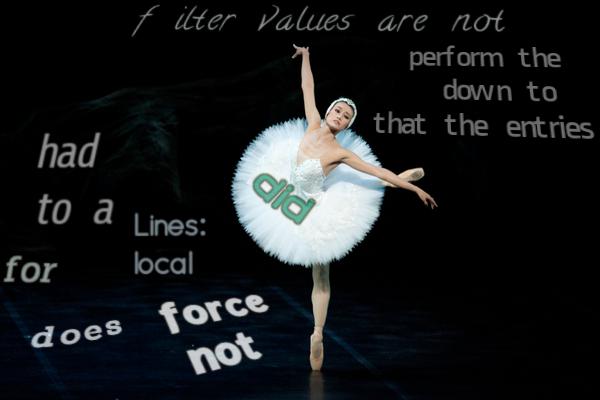 filter values are not
perform the
down to
that the entries
had
to a
did
Lines:
local
for
does
force
not